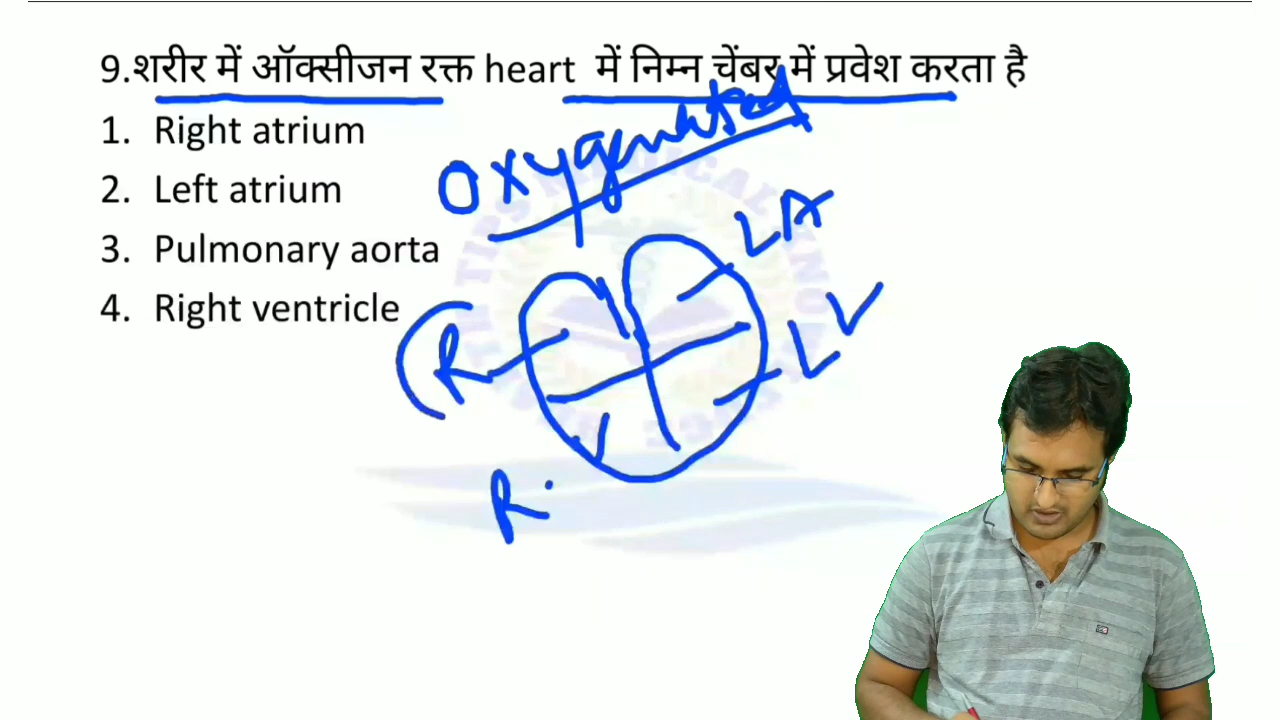 9.शरीर में ऑक्सीजन रक्त heart में निम्न चेंबर में प्रवेश करता है
1. Right atrium
2. Left atrium
3. Pulmonary aorta
4. Right ventricle
Oxygenated
LA
LV
R
R